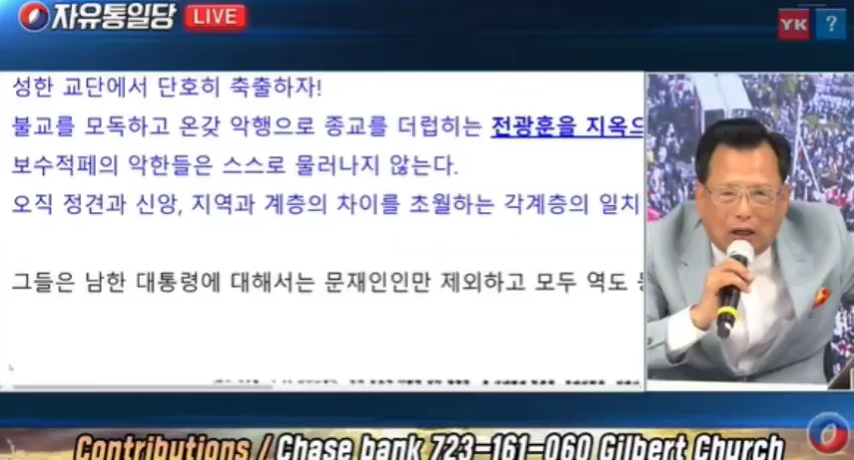 자유통일당 LIVE
YK ?
성한 교단에서 단호히 축출하자!
불교를 모독하고 온갖 악행으로 종교를 더럽히는 전광훈을 지옥으
보수적폐의 악한들은 스스로 물러나지 않는다.
오직 정견과 신앙, 지역과 계층의 차이를 초월하는 각계층의 일치
그들은 남한 대통령에 대해서는 문재인인만 제외하고 모두 역도
Contributions / Chase bank 723-161-060 Gilbert Church